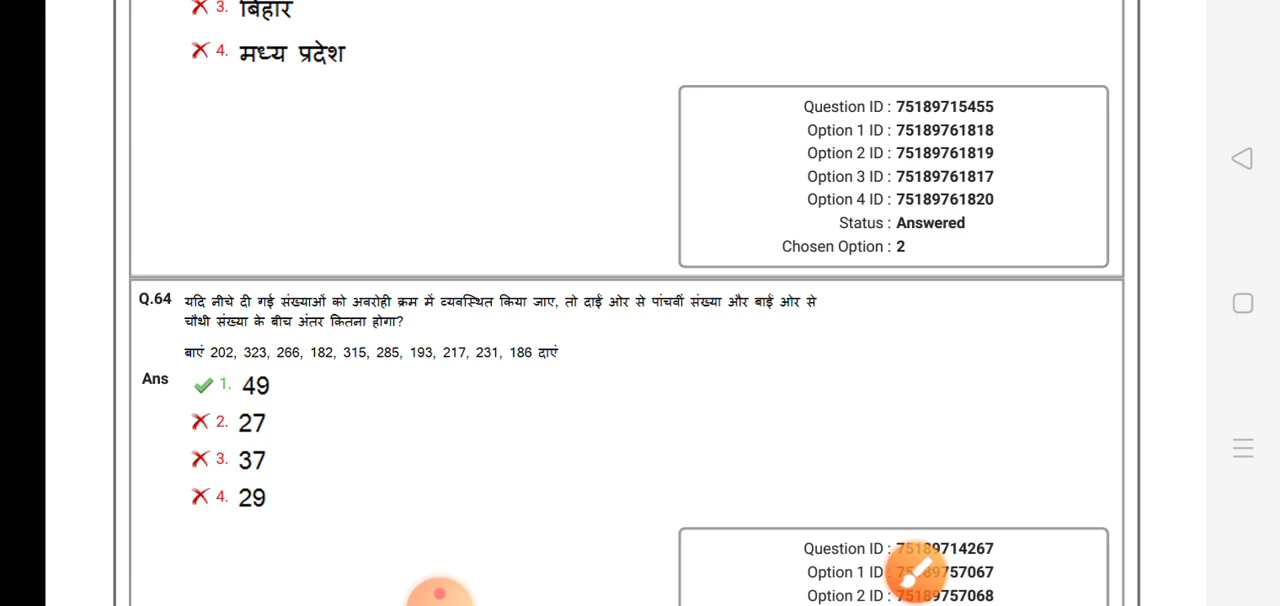 3. बिहार
4. मध्य प्रदेश
Question ID : 75189715455
Option 1 ID : 75189761818
Option 2 ID : 75189761819
Option 3 ID : 75189761817
Option 4 ID : 75189761820
Status : Answered
Chosen Option : 2
Q.64 यदि नीचे दी गई संख्याओं को अवरोही क्रम में व्यवस्थित किया जाए, तो दाईं ओर से पांचवीं संख्या और बाईं ओर से
चौथी संख्या के बीच अंतर कितना होगा?
बाएं 202, 323, 266, 182, 315, 285, 193, 217, 231, 186 दाएं
Ans 1. 49
2. 27
3. 37
4. 29
Question ID : 75189714267
Option 1 ID : 75189757067
Option 2 ID : 75189757068